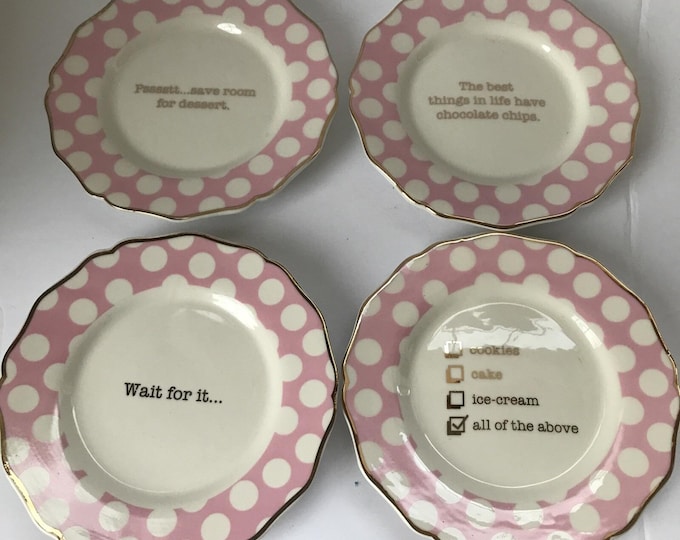 Psssstt...save room
for dessert.
The best
things in life have
chocolate chips.
Wait for it...
cookies
cake
ice-cream
all of the above